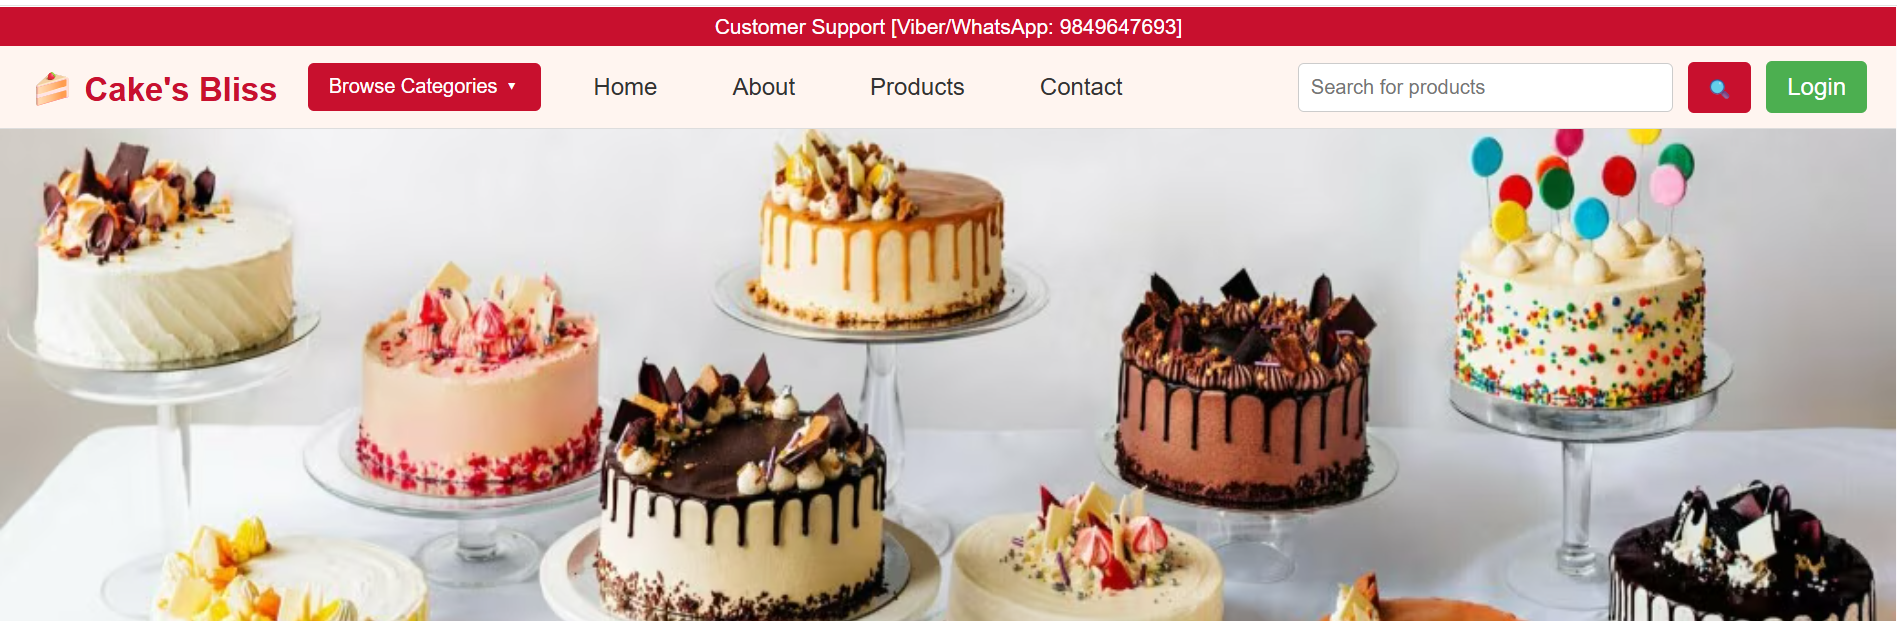 Customer Support [Viber/WhatsApp: 9849647693]
Cake's Bliss
Browse Categories ▼
Home
About
Products
Contact
Search for products
Login